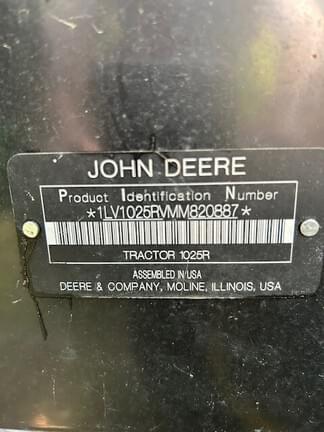 JOHN DEERE
Product Identification Number
*1LV1025RVMM820887*
TRACTOR 1025R
ASSEMBLED IN USA
DEERE & COMPANY, MOLINE, ILLINOIS, USA